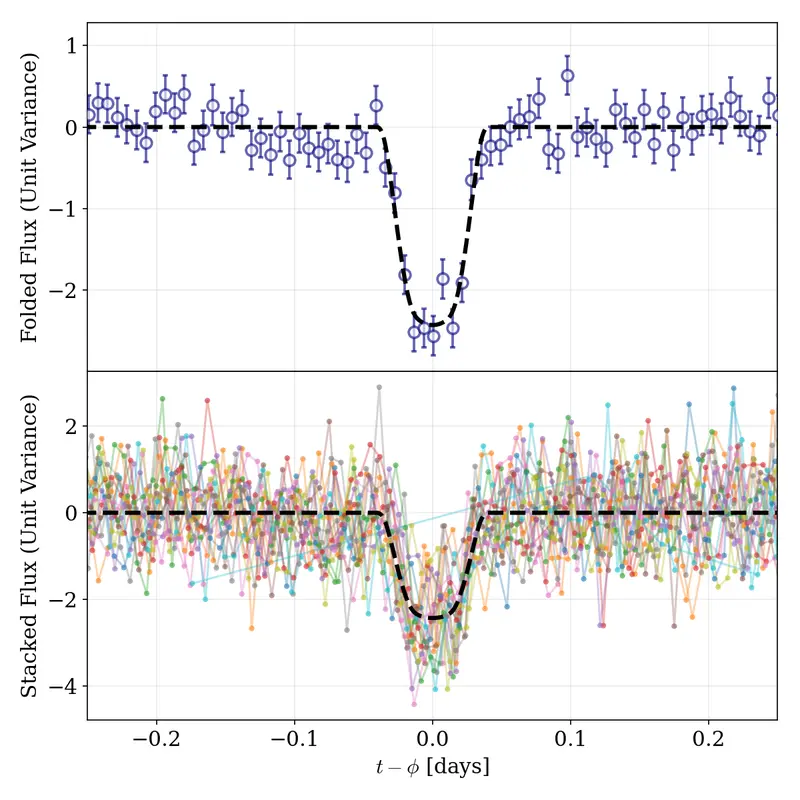 Folded Flux (Unit Variance)
1
0
−1
−2
Stacked Flux (Unit Variance)
2
0
−2
−4
−0.2 −0.1 0.0 0.1 0.2
t − ϕ [days]